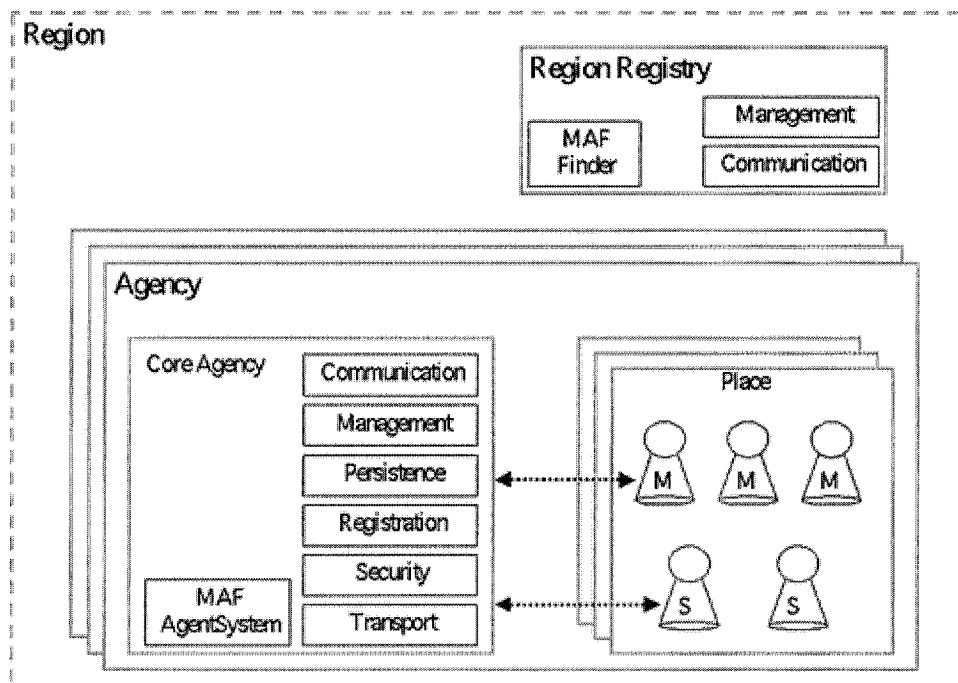 Region
Region Registry
MAF
Finder
Management
Communication
Agency
Core Agency
Communication
Management
Persistence
Registration
Security
Transport
MAF
AgentSystem
Place
M M M
S S